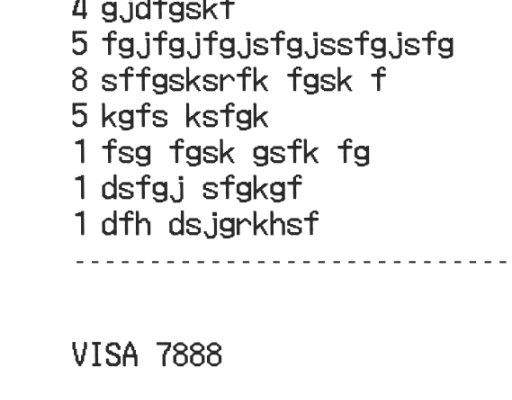 4 gjdfgskf
5 fgjfgjfgjsfgjssfgjsfg
8 sffgsksrfk fgsk f
5 kgfs ksfgk
1 fsg fgsk gsfk fg
1 dsfgj sfgkgf
1 dfh dsjgrkhsf
-----------------------------
VISA 7888